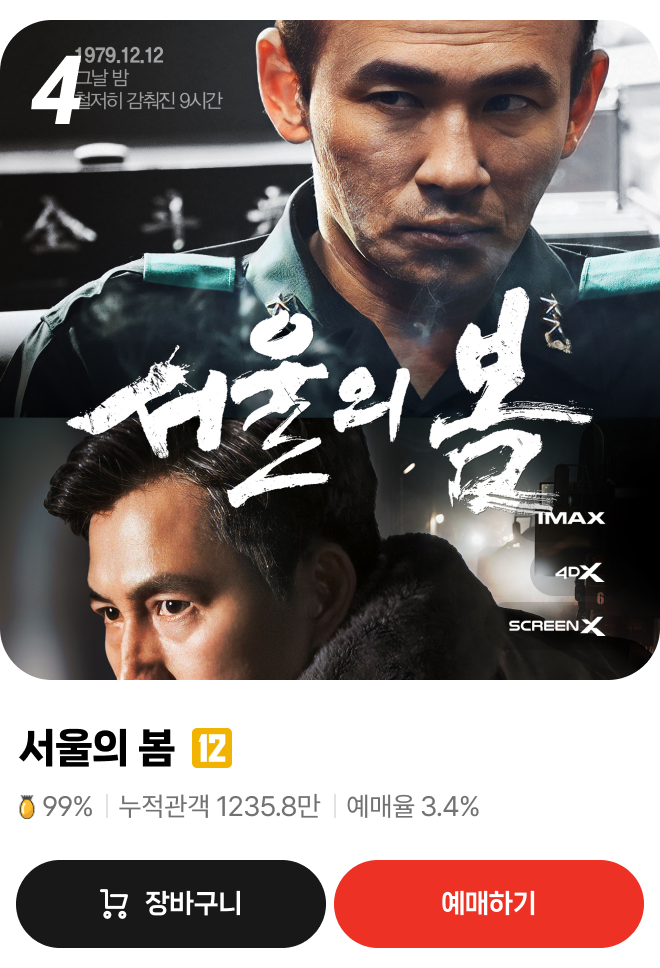 4
1979.12.12
그날 밤
철저히 감춰진 9시간
서울의 봄
IMAX
4DX
SCREENX
서울의 봄 12
99% | 누적관객 1235.8만 | 예매율 3.4%
장바구니
예매하기